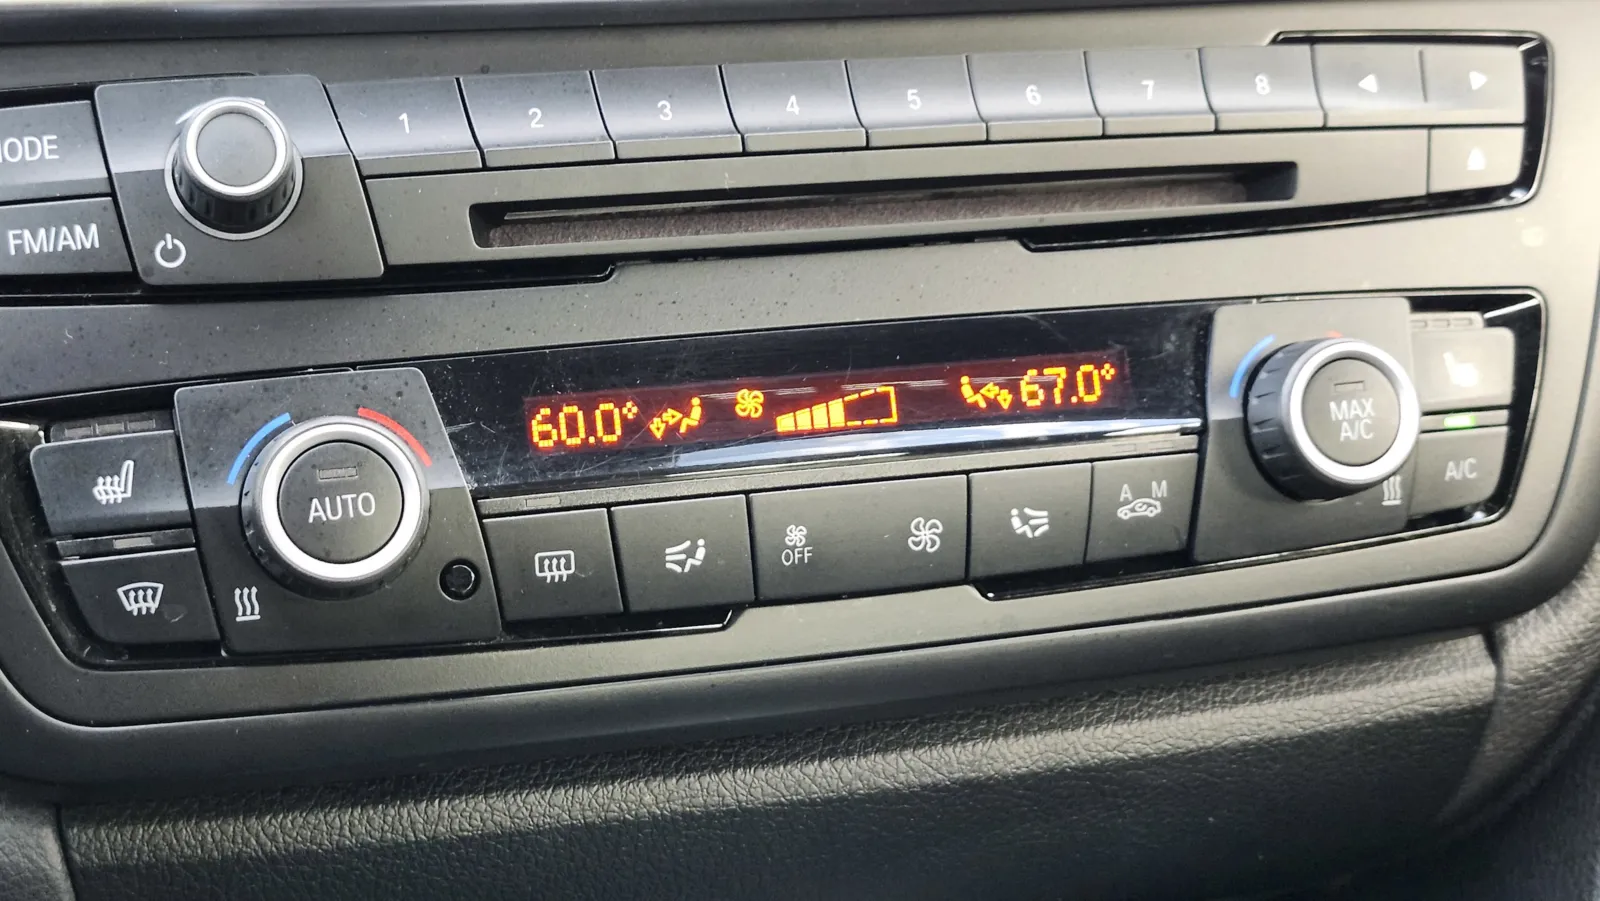 ODE
1 2 3 4 5 6 7 8
FM/AM
60.0° 67.0°
AUTO
MAX
A/C
OFF
A M
A/C